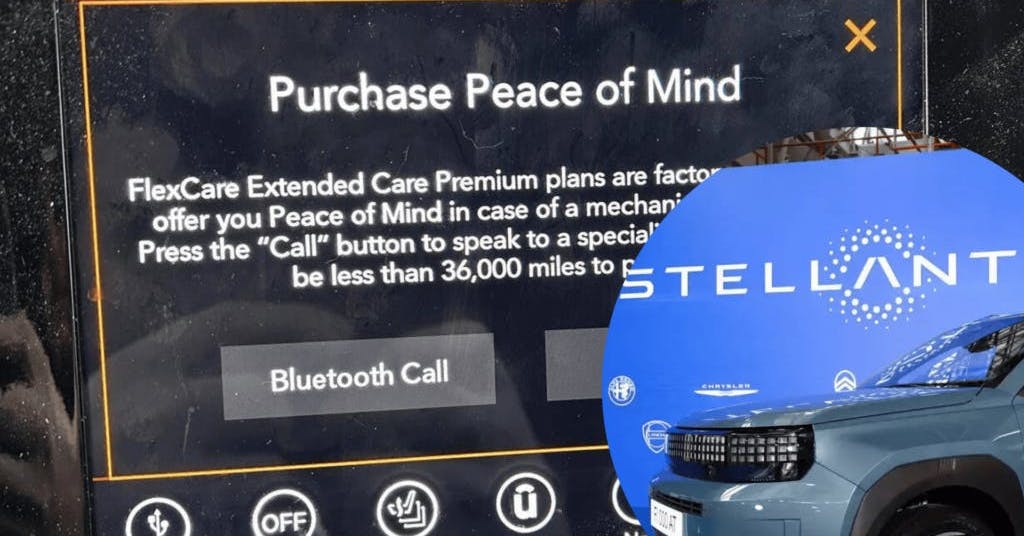 Purchase Peace of Mind
FlexCare Extended Care Premium plans are factor
offer you Peace of Mind in case of a mechani
Press the "Call" button to speak to a speciali
be less than 36,000 miles to p
Bluetooth Call
OFF
STELLANT
CHRYSLER